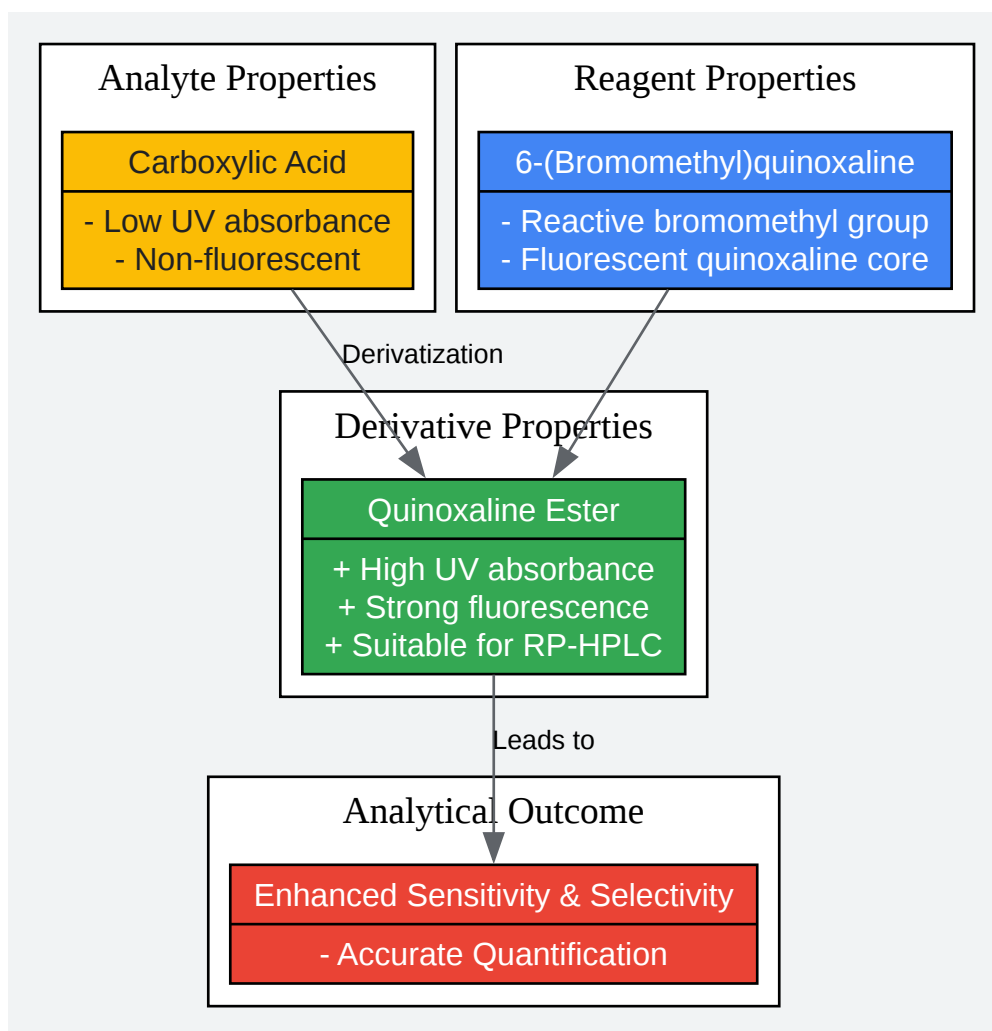 Analyte Properties
Carboxylic Acid
- Low UV absorbance
- Non-fluorescent
Reagent Properties
6-(Bromomethyl)quinoxaline
- Reactive bromomethyl group
- Fluorescent quinoxaline core
Derivatization
Derivative Properties
Quinoxaline Ester
+ High UV absorbance
+ Strong fluorescence
+ Suitable for RP-HPLC
Leads to
Analytical Outcome
Enhanced Sensitivity & Selectivity
- Accurate Quantification